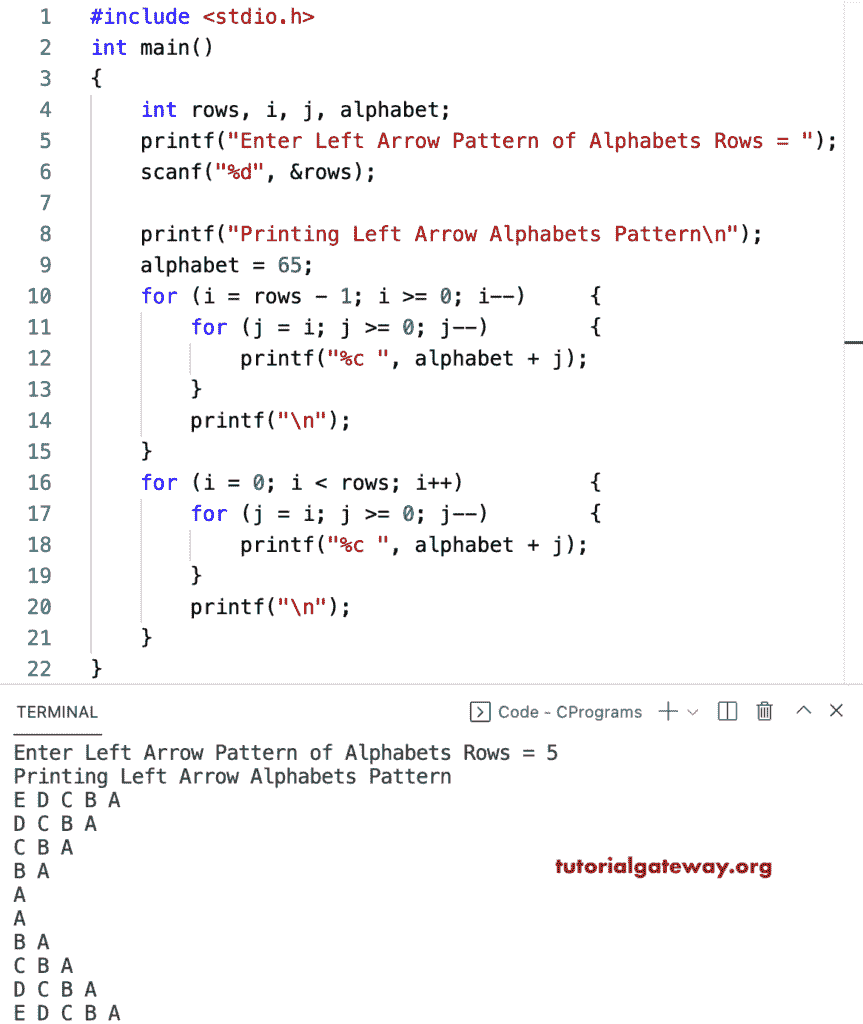 1 #include <stdio.h>
2 int main()
3 {
4 int rows, i, j, alphabet;
5 printf("Enter Left Arrow Pattern of Alphabets Rows = ");
6 scanf("%d", &rows);
7
8 printf("Printing Left Arrow Alphabets Pattern\n");
9 alphabet = 65;
10 for (i = rows - 1; i >= 0; i--) {
11 for (j = i; j >= 0; j--) {
12 printf("%c ", alphabet + j);
13 }
14 printf("\n");
15 }
16 for (i = 0; i < rows; i++) {
17 for (j = i; j >= 0; j--) {
18 printf("%c ", alphabet + j);
19 }
20 printf("\n");
21 }
22 }
TERMINAL Code - CPrograms
Enter Left Arrow Pattern of Alphabets Rows = 5
Printing Left Arrow Alphabets Pattern
E D C B A
D C B A
C B A
B A
tutorialgateway.org
A
A
B A
C B A
D C B A
E D C B A